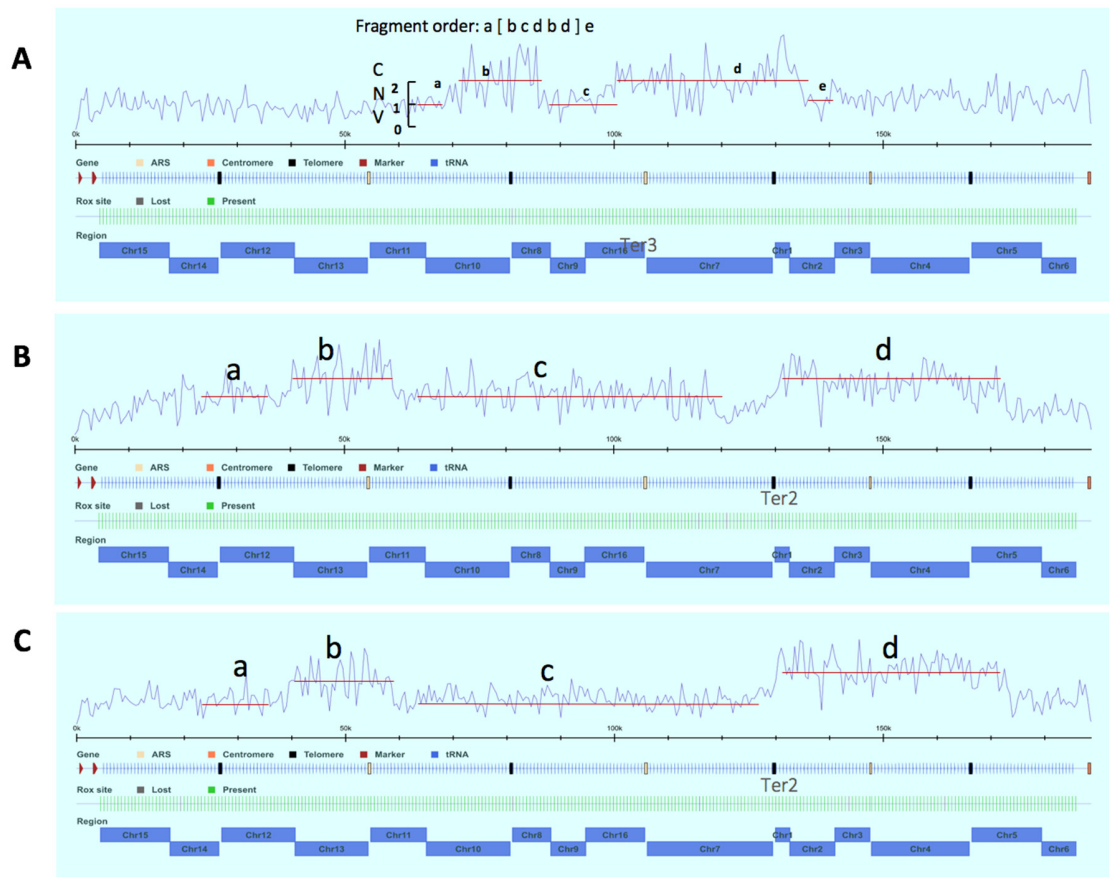 Fragment order: a [ b c d b d ] e
A
C
N
V
2
1
0
a
b
c
d
e
0k 50k 100k 150k
Gene ARS Centromere Telomere Marker tRNA
Rox site Lost Present
Region
Ter3
Chr15 Chr12 Chr11 Chr8 Chr16 Chr1 Chr3 Chr5
Chr14 Chr13 Chr10 Chr9 Chr7 Chr2 Chr4 Chr6
B
a b c d
0k 50k 100k 150k
Gene ARS Centromere Telomere Marker tRNA
Ter2
Rox site Lost Present
Region
Chr15 Chr12 Chr11 Chr8 Chr16 Chr1 Chr3 Chr5
Chr14 Chr13 Chr10 Chr9 Chr7 Chr2 Chr4 Chr6
C
a b c d
0k 50k 100k 150k
Gene ARS Centromere Telomere Marker tRNA
Ter2
Rox site Lost Present
Region
Chr15 Chr12 Chr11 Chr8 Chr16 Chr1 Chr3 Chr5
Chr14 Chr13 Chr10 Chr9 Chr7 Chr2 Chr4 Chr6